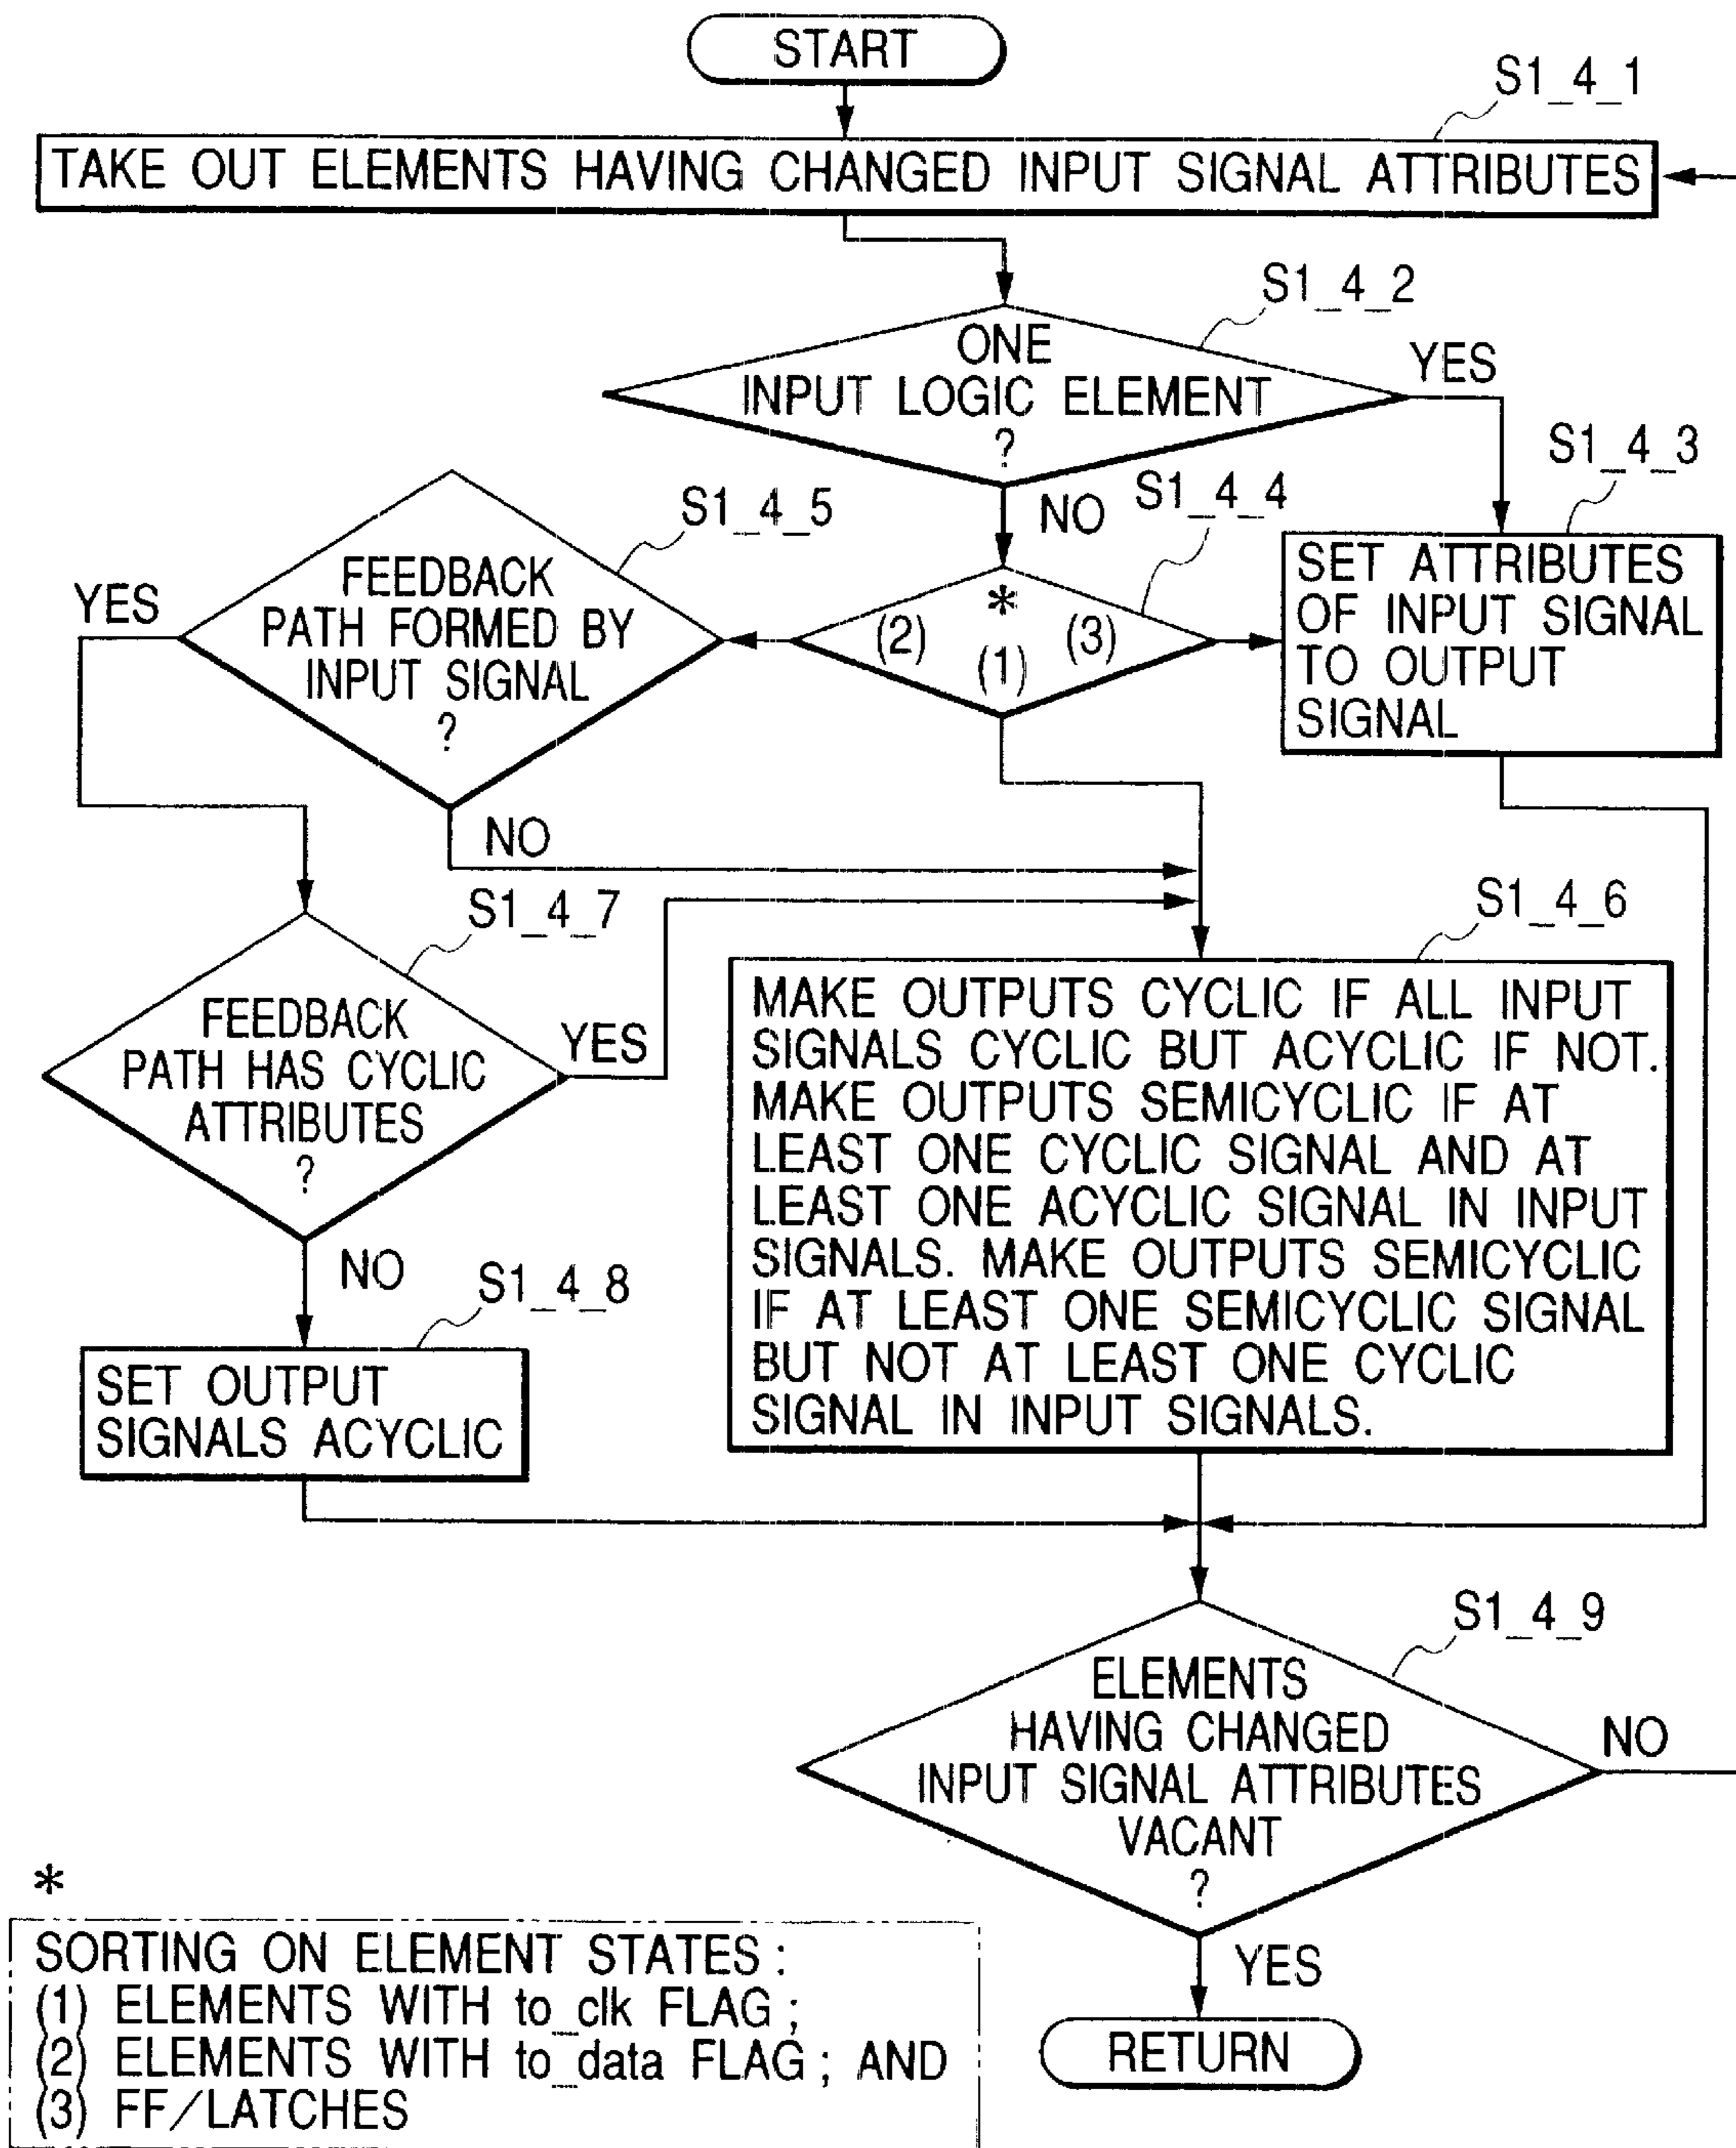 START
S1_4_1
TAKE OUT ELEMENTS HAVING CHANGED INPUT SIGNAL ATTRIBUTES
S1_4_2
ONE
INPUT LOGIC ELEMENT
?
YES
S1_4_3
NO
S1_4_4
S1_4_5
SET ATTRIBUTES
OF INPUT SIGNAL
TO OUTPUT
SIGNAL
*
(2) (3)
(1)
YES
FEEDBACK
PATH FORMED BY
INPUT SIGNAL
?
NO
S1_4_7
S1_4_6
FEEDBACK
PATH HAS CYCLIC
ATTRIBUTES
?
YES
MAKE OUTPUTS CYCLIC IF ALL INPUT
SIGNALS CYCLIC BUT ACYCLIC IF NOT.
MAKE OUTPUTS SEMICYCLIC IF AT
LEAST ONE CYCLIC SIGNAL AND AT
LEAST ONE ACYCLIC SIGNAL IN INPUT
SIGNALS. MAKE OUTPUTS SEMICYCLIC
IF AT LEAST ONE SEMICYCLIC SIGNAL
BUT NOT AT LEAST ONE CYCLIC
SIGNAL IN INPUT SIGNALS.
NO
S1_4_8
SET OUTPUT
SIGNALS ACYCLIC
S1_4_9
ELEMENTS
HAVING CHANGED
INPUT SIGNAL ATTRIBUTES
VACANT
?
NO
YES
RETURN
*
SORTING ON ELEMENT STATES :
(1) ELEMENTS WITH to_clk FLAG ;
(2) ELEMENTS WITH to_data FLAG ; AND
(3) FF/LATCHES